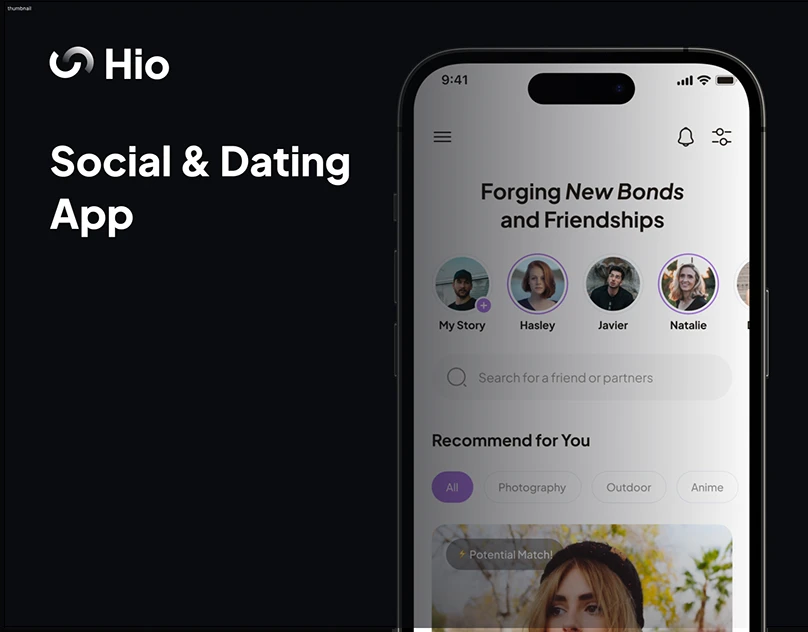 thumbnail
Hio
Social & Dating
App
9:41
Forging New Bonds
and Friendships
My Story
Hasley
Javier
Natalie
Search for a friend or partners
Recommend for You
All
Photography
Outdoor
Anime
⚡ Potential Match!